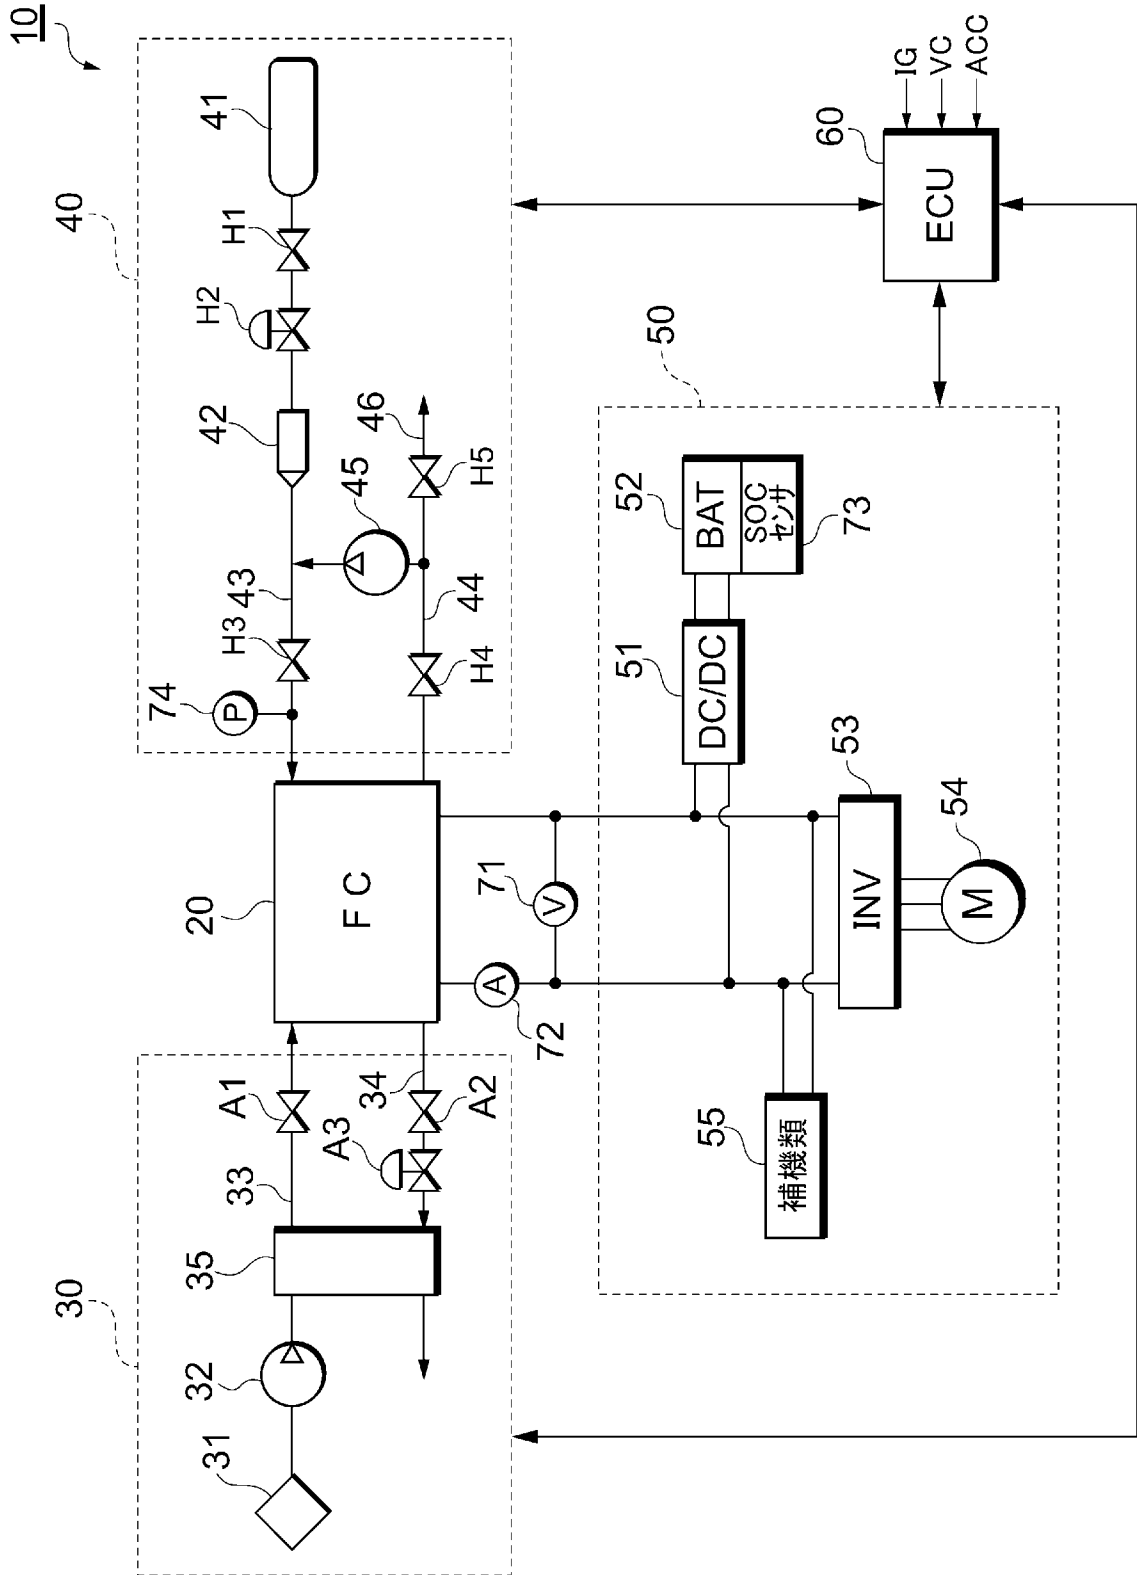 10
40
41
H1
H2
42
46
45
H5
43
44
H3
H4
74
P
20
FC
71
V
A
72
30
A1
34
A2
A3
33
35
32
31
50
52
BAT
SOC
センサ
73
51
DC/DC
53
INV
54
M
55
補機類
60
ECU
IG
VC
ACC